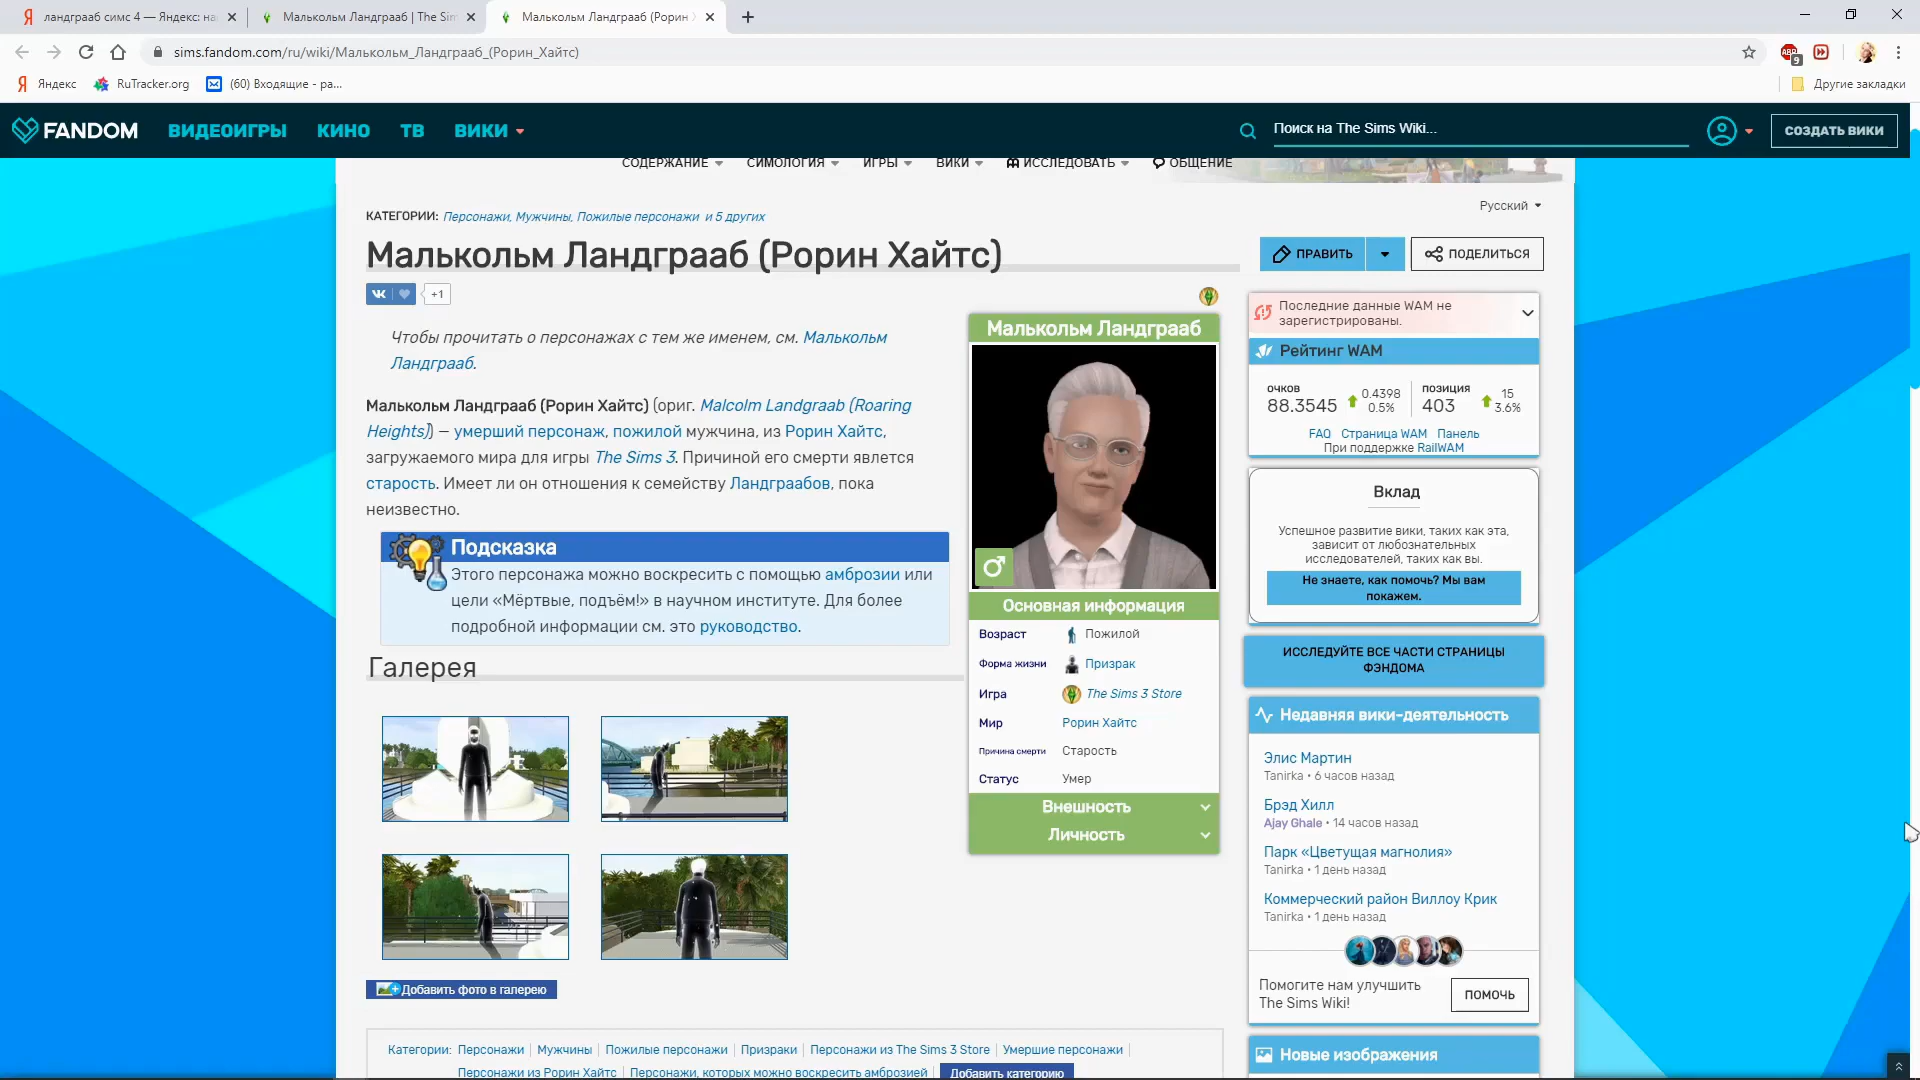 ландграаб симс 4 — Яндекс: на
Малькольм Ландграаб | The Sim
Малькольм Ландграаб (Рорин Х
sims.fandom.com/ru/wiki/Малькольм_Ландграаб_(Рорин_Хайтс)
ABP
9
Яндекс
RuTracker.org
(60) Входящие - ра...
Другие закладки
FANDOM
ВИДЕОИГРЫ
КИНО
ТВ
ВИКИ
Поиск на The Sims Wiki...
СОЗДАТЬ ВИКИ
СОДЕРЖАНИЕ
СИМОЛОГИЯ
ИГРЫ
ВИКИ
ИССЛЕДОВАТЬ
ОБЩЕНИЕ
КАТЕГОРИИ: Персонажи, Мужчины, Пожилые персонажи и 5 других
Русский
Малькольм Ландграаб (Рорин Хайтс)
ПРАВИТЬ
ПОДЕЛИТЬСЯ
+1
Чтобы прочитать о персонажах с тем же именем, см. Малькольм
Ландграаб.
Малькольм Ландграаб (Рорин Хайтс) (ориг. Malcolm Landgraab (Roaring
Heights)) — умерший персонаж, пожилой мужчина, из Рорин Хайтс,
загружаемого мира для игры The Sims 3. Причиной его смерти явлется
старость. Имеет ли он отношения к семейству Ландграабов, пока
неизвестно.
Подсказка
Этого персонажа можно воскресить с помощью амброзии или
цели «Мёртвые, подъём!» в научном институте. Для более
подробной информации см. это руководство.
Галерея
Добавить фото в галерею
Малькольм Ландграаб
Основная информация
Возраст Пожилой
Форма жизни Призрак
Игра The Sims 3 Store
Мир Рорин Хайтс
Причина смерти Старость
Статус Умер
Внешность
Личность
Последние данные WAM не
зарегистрированы.
Рейтинг WAM
очков
88.3545
0.4398
0.5%
позиция
403
15
3.6%
FAQ Страница WAM Панель
При поддержке RailWAM
Вклад
Успешное развитие вики, таких как эта,
зависит от любознательных
исследователей, таких как вы.
Не знаете, как помочь? Мы вам
покажем.
ИССЛЕДУЙТЕ ВСЕ ЧАСТИ СТРАНИЦЫ
ФЭНДОМА
Недавняя вики-деятельность
Элис Мартин
Tanirka • 6 часов назад
Брэд Хилл
Ajay Ghale • 14 часов назад
Парк «Цветущая магнолия»
Tanirka • 1 день назад
Коммерческий район Виллоу Крик
Tanirka • 1 день назад
Помогите нам улучшить
The Sims Wiki!
ПОМОЧЬ
Новые изображения
Категории: Персонажи | Мужчины | Пожилые персонажи | Призраки | Персонажи из The Sims 3 Store | Умершие персонажи |
Персонажи из Рорин Хайтс | Персонажи, которых можно воскресить амброзией |
Добавить категорию